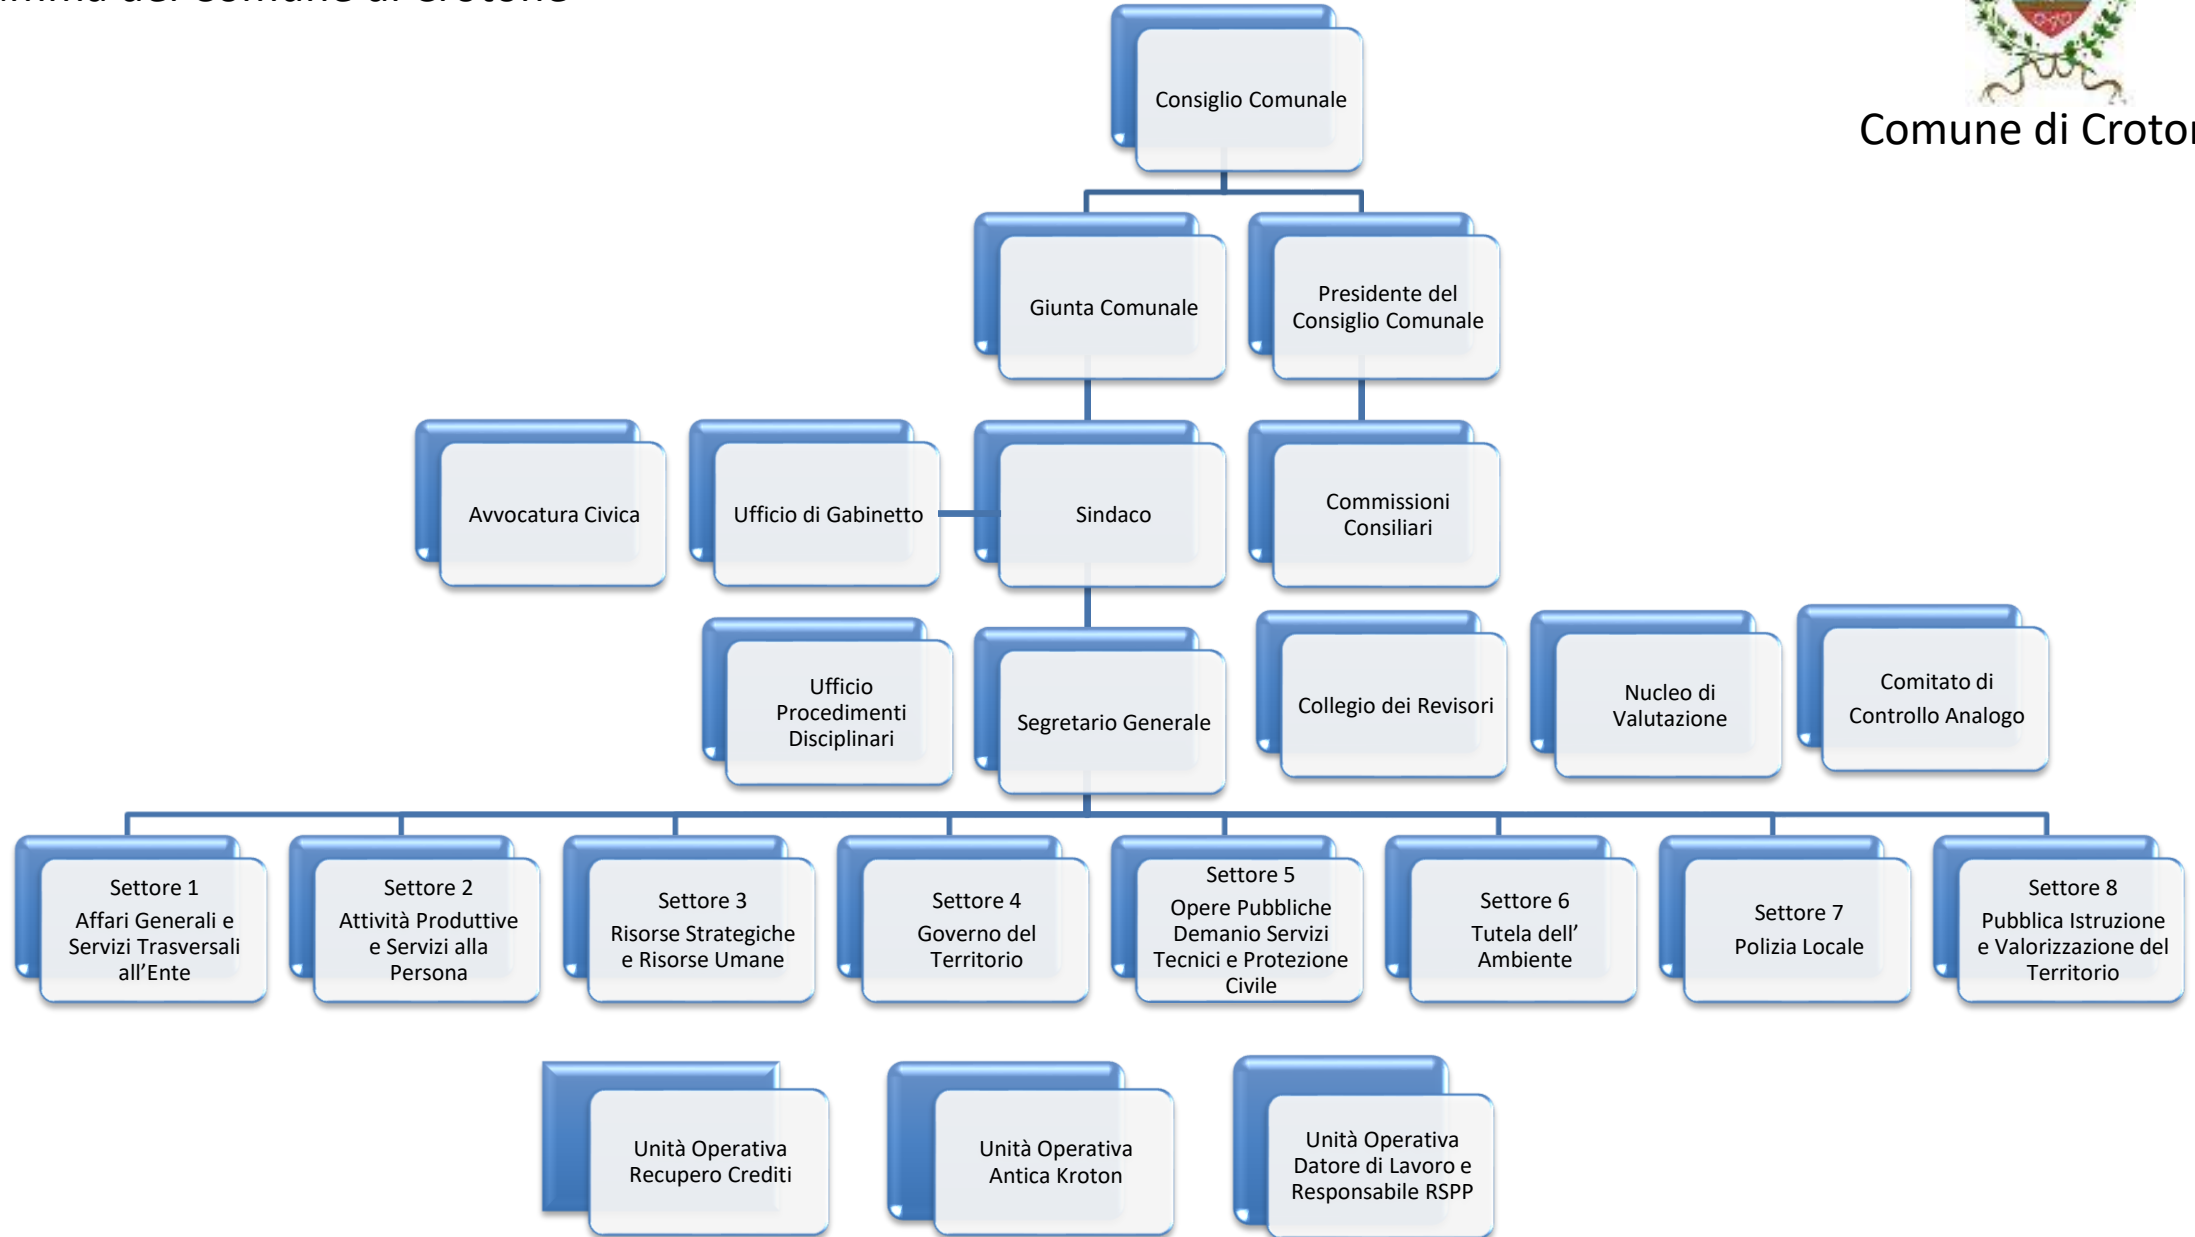 del Comune di Crotone
Comune di
Consiglio Comunale
Giunta Comunale
Presidente del
Consiglio Comunale
Avvocatura Civica
Ufficio di Gabinetto
Sindaco
Commissioni
Consiliari
Ufficio
Procedimenti
Disciplinari
Segretario Generale
Collegio dei Revisori
Nucleo di
Valutazione
Comitato di
Controllo Analogo
Settore 1
Affari Generali e
Servizi Trasversali
all’Ente
Settore 2
Attività Produttive
e Servizi alla
Persona
Settore 3
Risorse Strategiche
e Risorse Umane
Settore 4
Governo del
Territorio
Settore 5
Opere Pubbliche
Demanio Servizi
Tecnici e Protezione
Civile
Settore 6
Tutela dell’
Ambiente
Settore 7
Polizia Locale
Settore 8
Pubblica Istruzione
e Valorizzazione del
Territorio
Unità Operativa
Recupero Crediti
Unità Operativa
Antica Kroton
Unità Operativa
Datore di Lavoro e
Responsabile RSPP